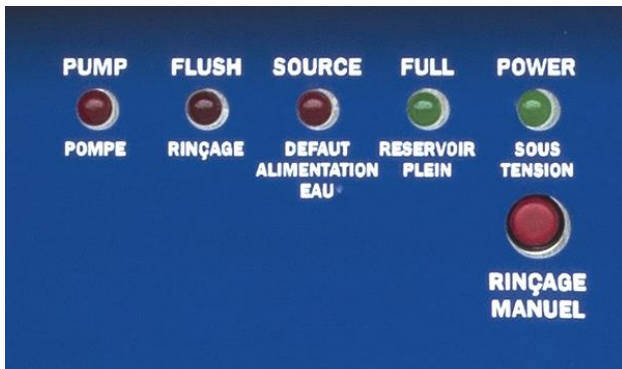 PUMP FLUSH SOURCE FULL POWER
POMPE RINÇAGE DEFAUT RESERVOIR SOUS
ALIMENTATION PLEIN TENSION
EAU
RINÇAGE
MANUEL